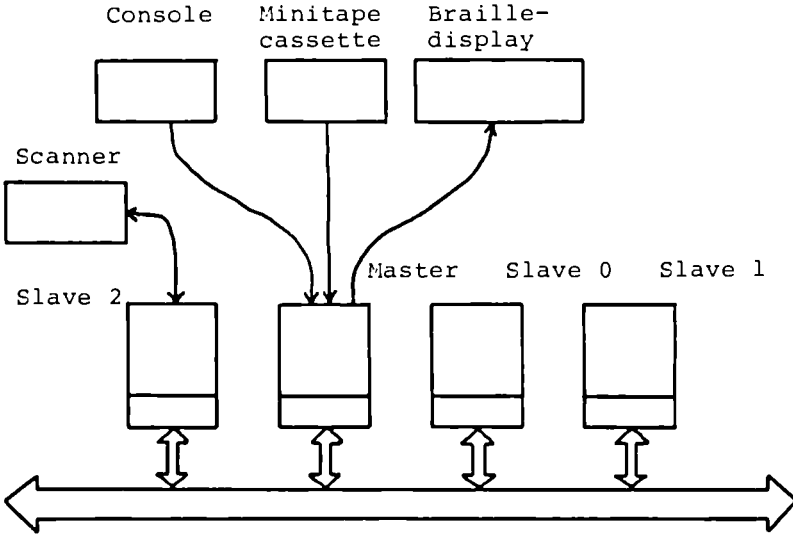 Console
Minitape
cassette
Braille-
display
Scanner
Master
Slave 0
Slave 1
Slave 2